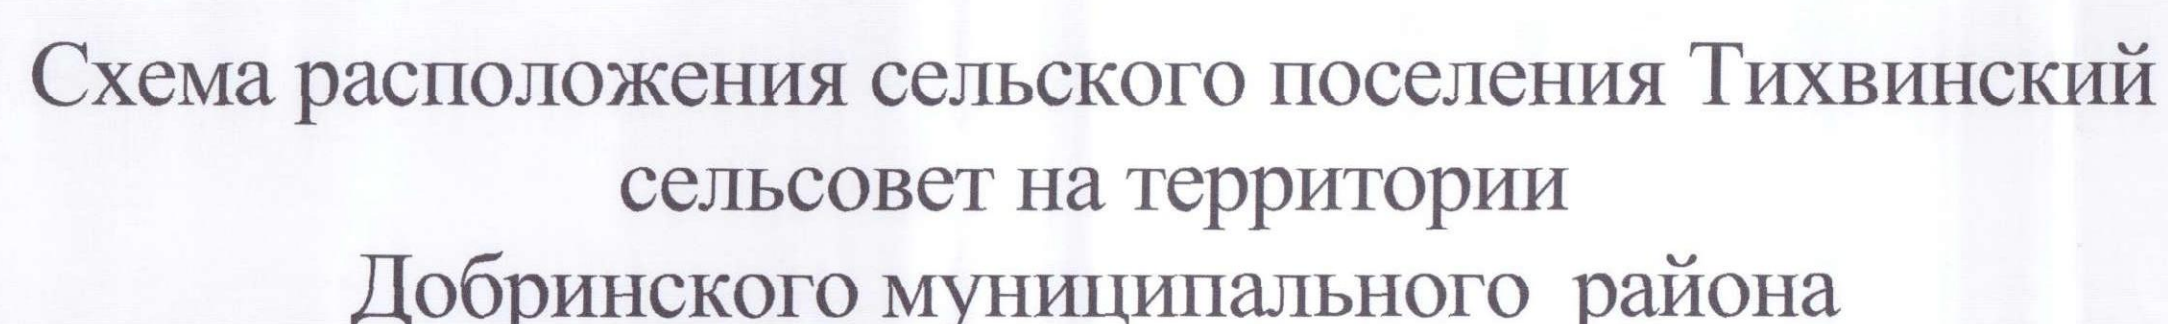 Схема расположения сельского поселения Тихвинский
сельсовет на территории
Добринского муниципального района